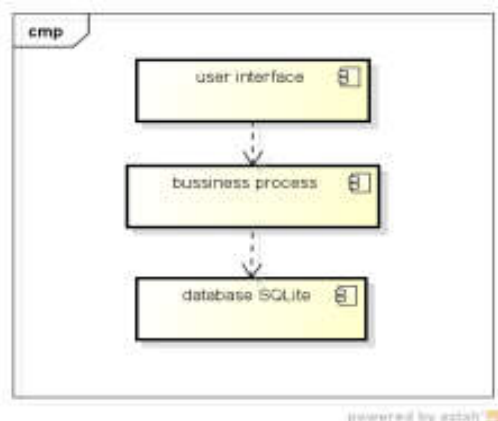 cmp
user interface
bussiness process
database SQLite
powered by astah